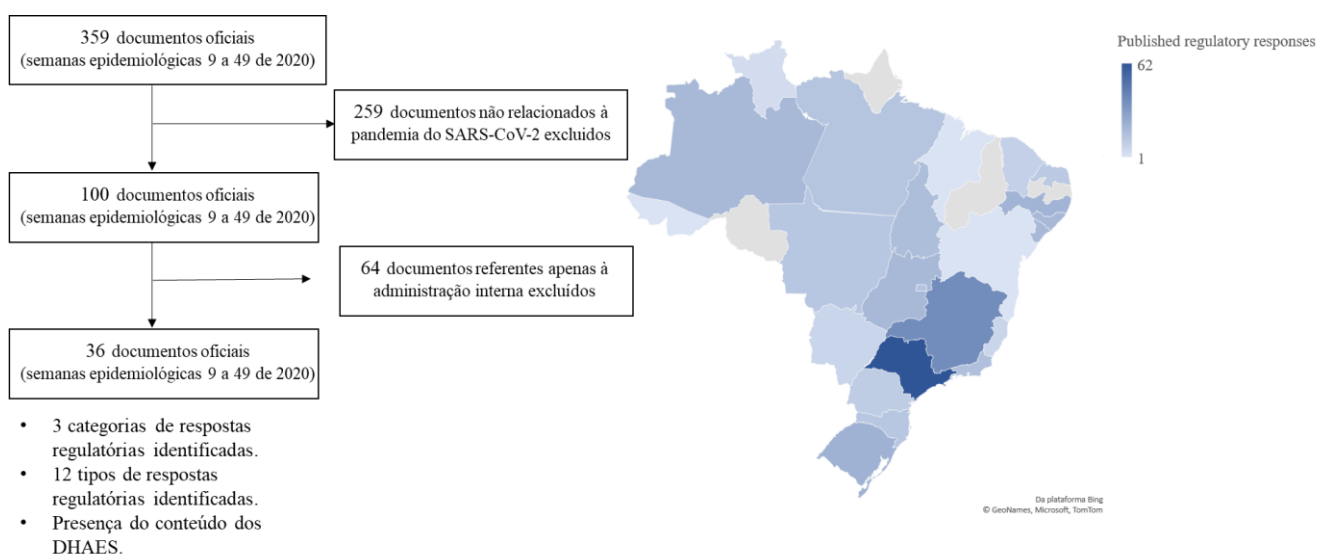 359 documentos oficiais
(semanas epidemiológicas 9 a 49 de 2020)
259 documentos não relacionados à
pandemia do SARS-CoV-2 excluidos
100 documentos oficiais
(semanas epidemiológicas 9 a 49 de 2020)
64 documentos referentes apenas à
administração interna excluídos
36 documentos oficiais
(semanas epidemiológicas 9 a 49 de 2020)
• 3 categorias de respostas
regulatórias identificadas.
• 12 tipos de respostas
regulatórias identificadas.
• Presença do conteúdo dos
DHAES.
Published regulatory responses
62
1
Da plataforma Bing
© GeoNames, Microsoft, TomTom